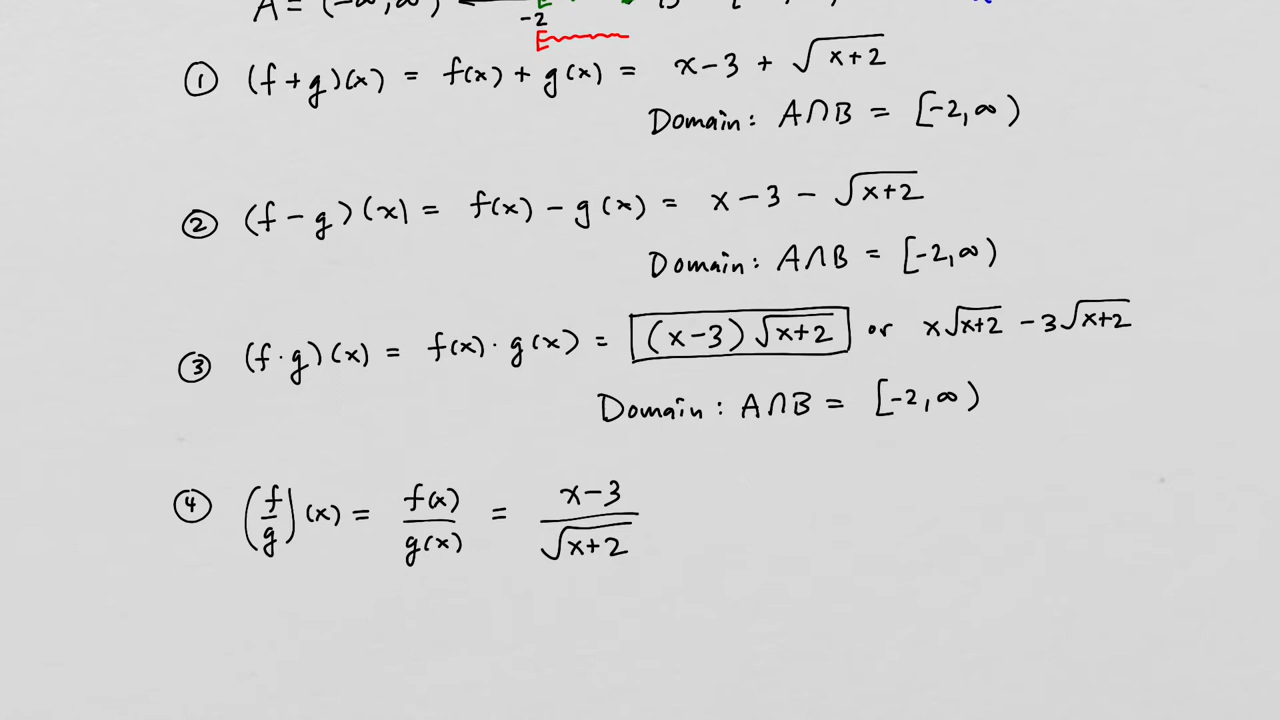 A = (-∞, ∞)
-2
① (f+g)(x) = f(x) + g(x) = x-3 + √(x+2)
Domain: A∩B = [-2, ∞)
② (f-g)(x) = f(x) - g(x) = x-3 - √(x+2)
Domain: A∩B = [-2, ∞)
③ (f·g)(x) = f(x)·g(x) = (x-3)√(x+2) or x√(x+2) - 3√(x+2)
Domain: A∩B = [-2, ∞)
④ (f/g)(x) = f(x)/g(x) = (x-3)/√(x+2)